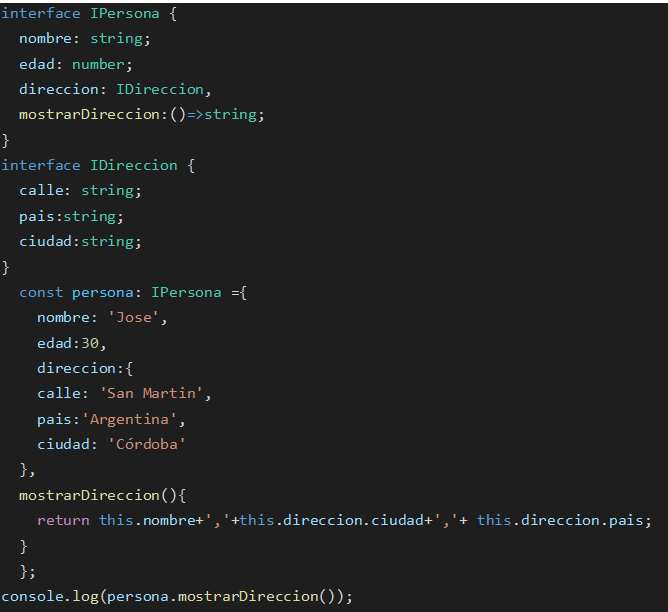 interface IPersona {
  nombre: string;
  edad: number;
  direccion: IDireccion,
  mostrarDireccion:()=>string;
}
interface IDireccion {
  calle: string;
  pais:string;
  ciudad:string;
}
  const persona: IPersona ={
    nombre: 'Jose',
    edad:30,
    direccion:{
    calle: 'San Martin',
    pais:'Argentina',
    ciudad: 'Córdoba'
  },
  mostrarDireccion(){
    return this.nombre+','+this.direccion.ciudad+','+ this.direccion.pais;
  }
  };
console.log(persona.mostrarDireccion());